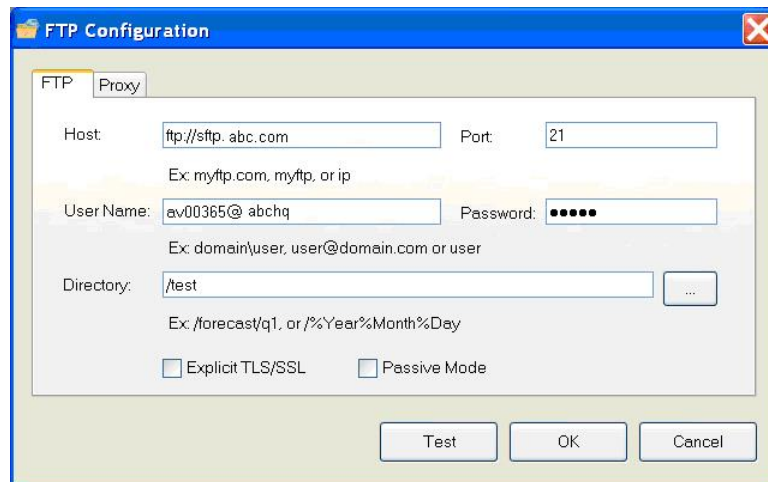 FTP Configuration
FTP Proxy
Host: ftp://sftp. abc.com Port: 21
Ex: myftp.com, myftp, or ip
User Name: av00365@ abchq Password: •••••
Ex: domain\user, user@domain.com or user
Directory: /test ...
Ex: /forecast/q1, or /%Year%Month%Day
Explicit TLS/SSL Passive Mode
Test OK Cancel